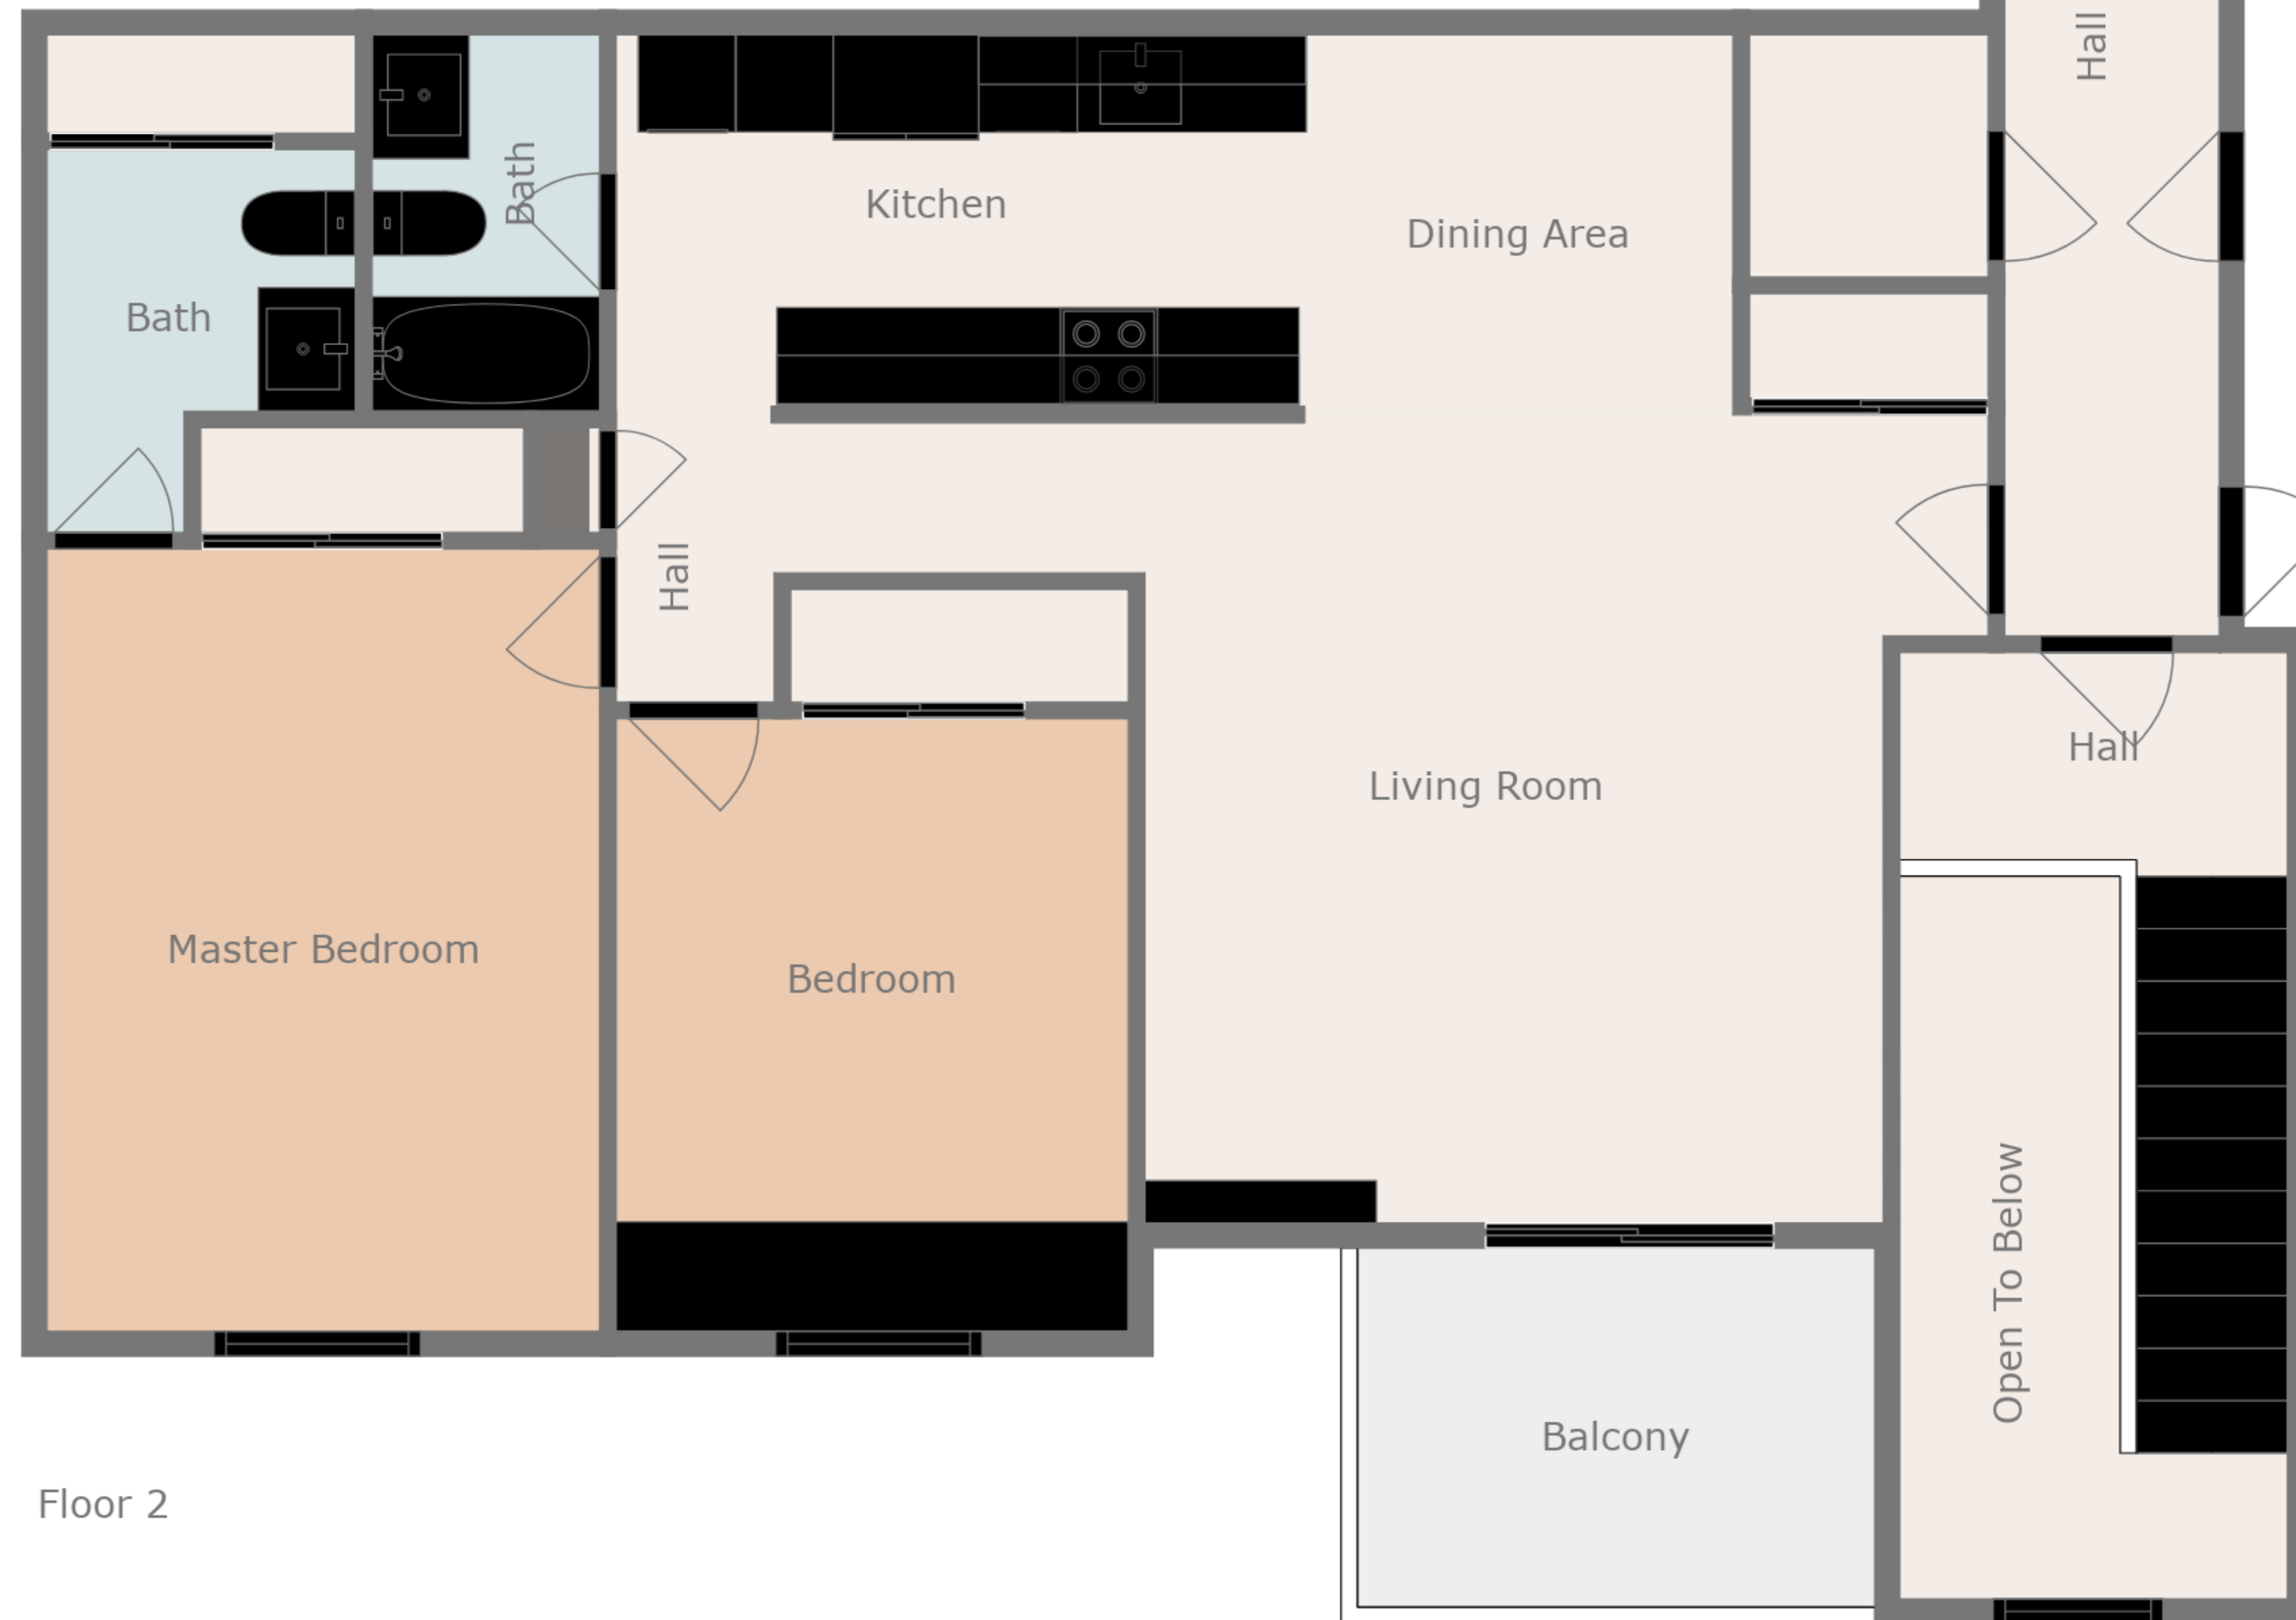 Hall
Bath
Kitchen
Dining Area
Bath
Hall
Hall
Living Room
Master Bedroom
Bedroom
Open To Below
Balcony
Floor 2